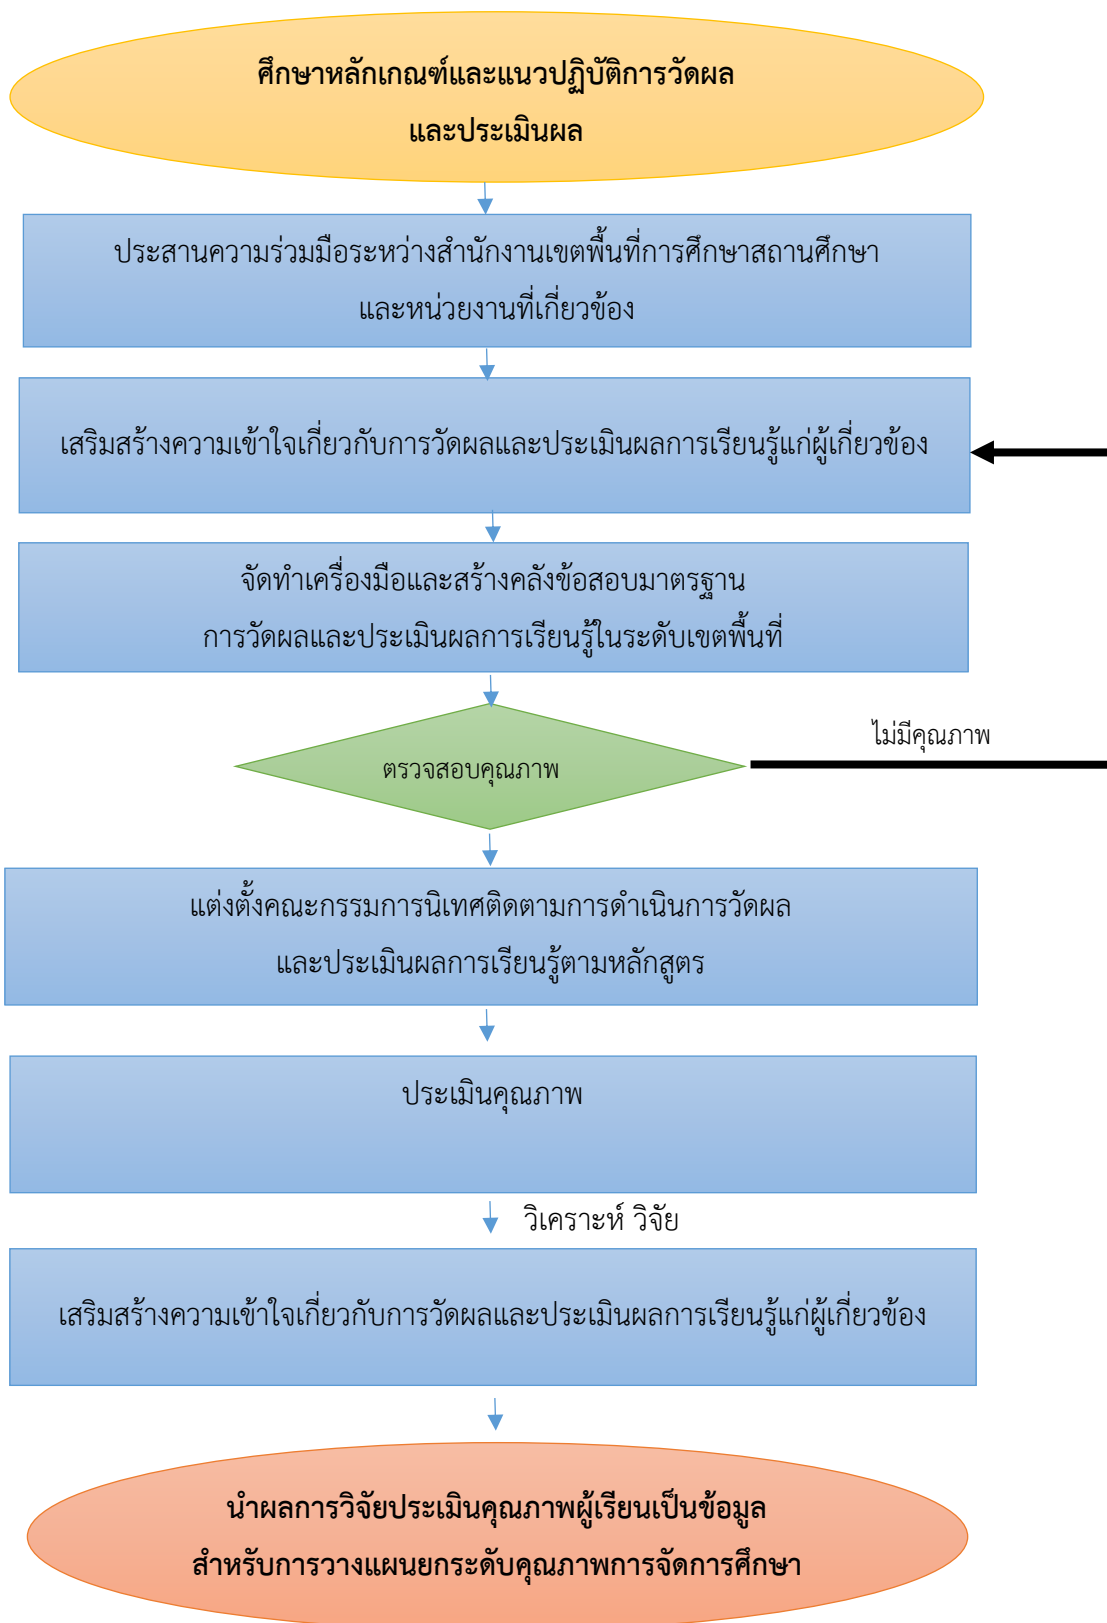 ศึกษาหลักเกณฑ์และแนวปฏิบัติการวัดผล
และประเมินผล
ประสานความร่วมมือระหว่างสำนักงานเขตพื้นที่การศึกษาสถานศึกษา
และหน่วยงานที่เกี่ยวข้อง
เสริมสร้างความเข้าใจเกี่ยวกับการวัดผลและประเมินผลการเรียนรู้แก่ผู้เกี่ยวข้อง
จัดทำเครื่องมือและสร้างคลังข้อสอบมาตรฐาน
การวัดผลและประเมินผลการเรียนรู้ในระดับเขตพื้นที่
ไม่มีคุณภาพ
ตรวจสอบคุณภาพ
แต่งตั้งคณะกรรมการนิเทศติดตามการดำเนินการวัดผล
และประเมินผลการเรียนรู้ตามหลักสูตร
ประเมินคุณภาพ
วิเคราะห์ วิจัย
เสริมสร้างความเข้าใจเกี่ยวกับการวัดผลและประเมินผลการเรียนรู้แก่ผู้เกี่ยวข้อง
นำผลการวิจัยประเมินคุณภาพผู้เรียนเป็นข้อมูล
สำหรับการวางแผนยกระดับคุณภาพการจัดการศึกษา